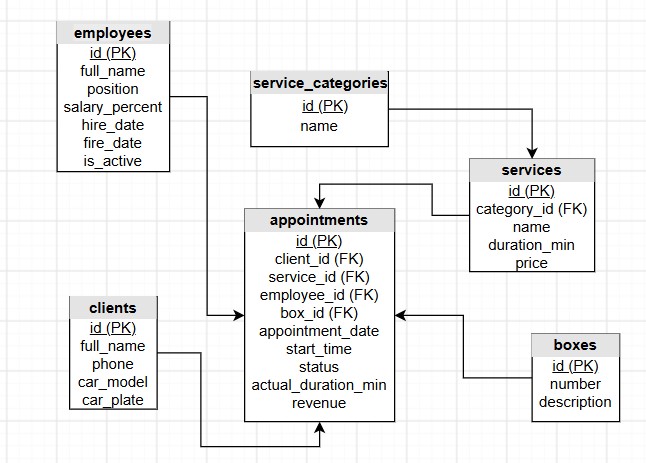 employees
id (PK)
full_name
position
salary_percent
hire_date
fire_date
is_active
service_categories
id (PK)
name
services
id (PK)
category_id (FK)
name
duration_min
price
appointments
id (PK)
client_id (FK)
service_id (FK)
employee_id (FK)
box_id (FK)
appointment_date
start_time
status
actual_duration_min
revenue
clients
id (PK)
full_name
phone
car_model
car_plate
boxes
id (PK)
number
description